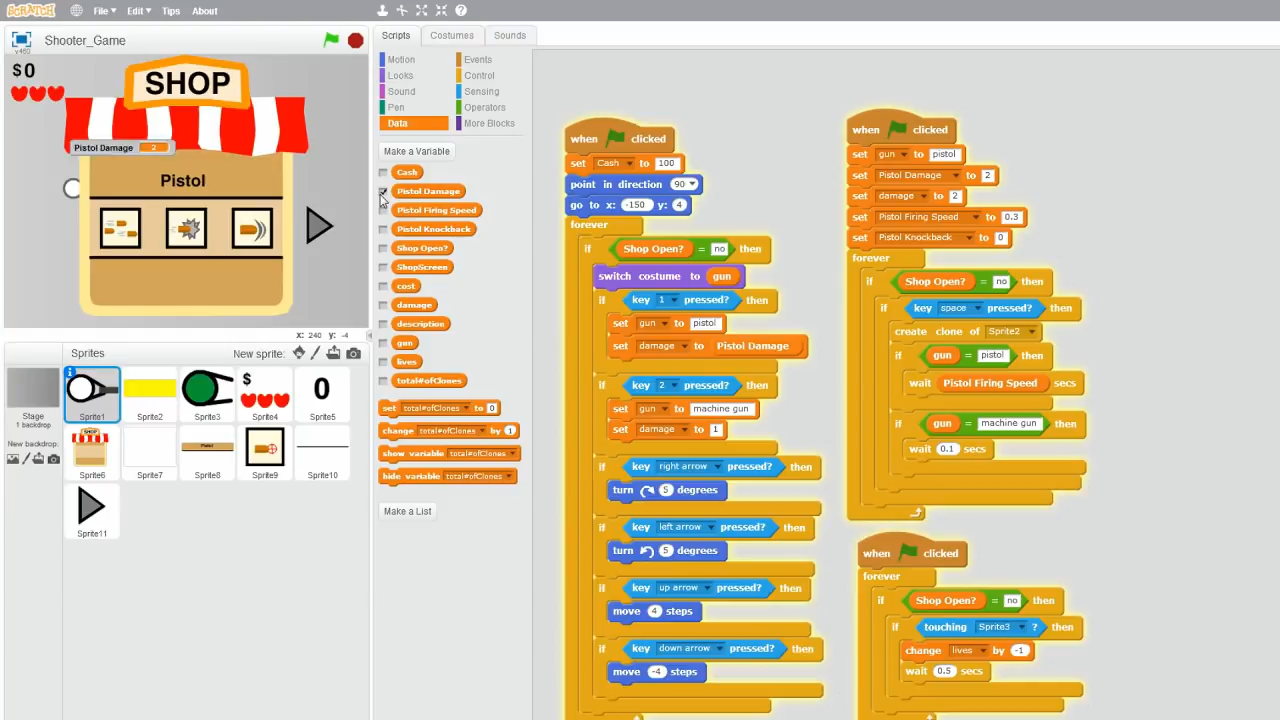 SCRATCH File Edit Tips About
Shooter_Game
v460
Scripts Costumes Sounds
$0
SHOP
Pistol Damage 2
Pistol
x: 240 y: -4
Sprites New sprite:
Stage
1 backdrop
New backdrop:
Sprite1 Sprite2 Sprite3 Sprite4 Sprite5
$
0
Sprite6 Sprite7 Sprite8 Sprite9 Sprite10
Sprite11
Motion Events
Looks Control
Sound Sensing
Pen Operators
Data More Blocks
Make a Variable
Cash
Pistol Damage
Pistol Firing Speed
Pistol Knockback
Shop Open?
ShopScreen
cost
damage
description
gun
lives
total#ofClones
set total#ofClones to 0
change total#ofClones by 1
show variable total#ofClones
hide variable total#ofClones
Make a List
when clicked
set Cash to 100
point in direction 90
go to x: -150 y: 4
forever
if Shop Open? = no then
switch costume to gun
if key 1 pressed? then
set gun to pistol
set damage to Pistol Damage
if key 2 pressed? then
set gun to machine gun
set damage to 1
if key right arrow pressed? then
turn 5 degrees
if key left arrow pressed? then
turn 5 degrees
if key up arrow pressed? then
move 4 steps
if key down arrow pressed? then
move -4 steps
when clicked
set gun to pistol
set Pistol Damage to 2
set damage to 2
set Pistol Firing Speed to 0.3
set Pistol Knockback to 0
forever
if Shop Open? = no then
if key space pressed? then
create clone of Sprite2
if gun = pistol then
wait Pistol Firing Speed secs
if gun = machine gun then
wait 0.1 secs
when clicked
forever
if Shop Open? = no then
if touching Sprite3 ? then
change lives by -1
wait 0.5 secs